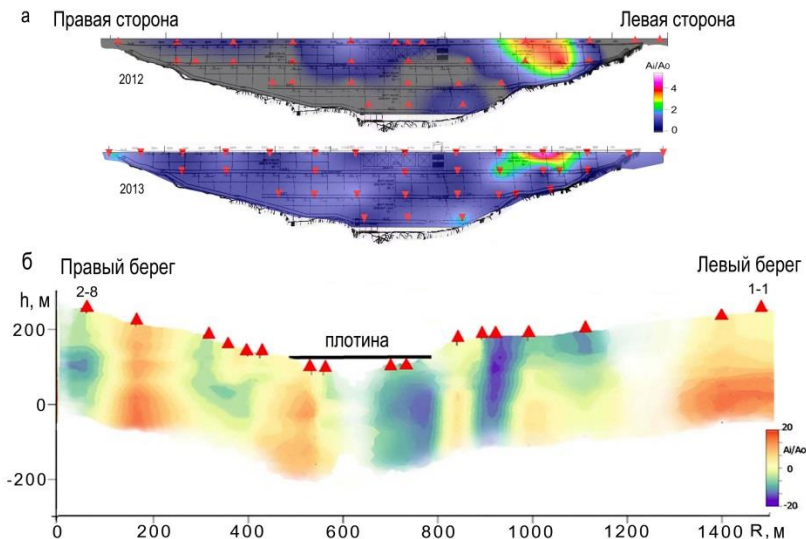 а
Правая сторона
Левая сторона
2012
Ai/Ao
4
2
0
2013
б
Правый берег
Левый берег
h, м
2-8
1-1
200
плотина
0
20
Ai/Ao
-200
-20
0
200
400
600
800
1000
1200
1400
R, м